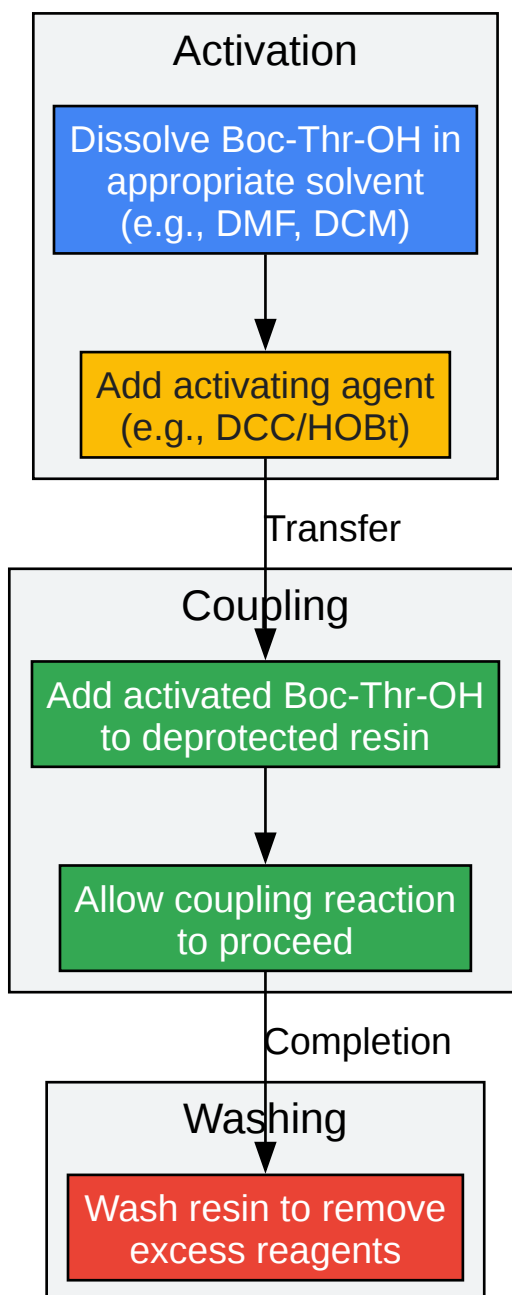 Activation
Dissolve Boc-Thr-OH in
appropriate solvent
(e.g., DMF, DCM)
Add activating agent
(e.g., DCC/HOBt)
Transfer
Coupling
Add activated Boc-Thr-OH
to deprotected resin
Allow coupling reaction
to proceed
Completion
Washing
Wash resin to remove
excess reagents